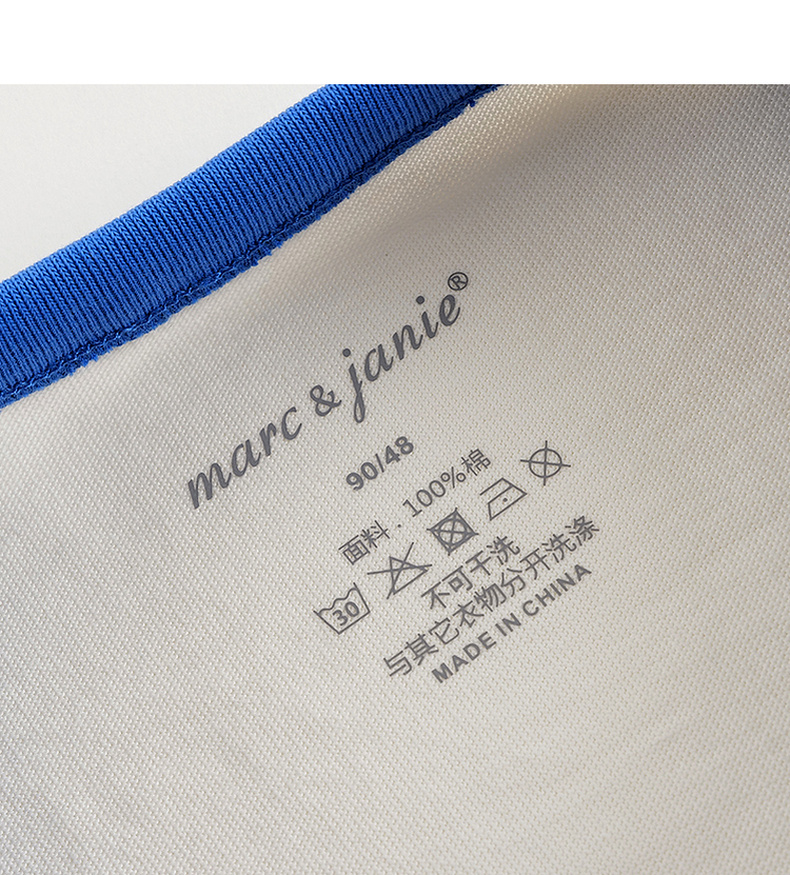 marc & janie®
90/48
面料．100%棉
30
不可干洗
与其它衣物分开洗涤
MADE IN CHINA